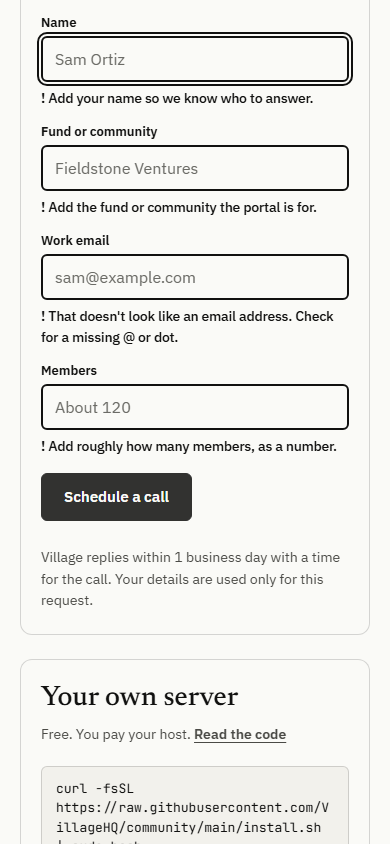 Name
Sam Ortiz
! Add your name so we know who to answer.
Fund or community
Fieldstone Ventures
! Add the fund or community the portal is for.
Work email
sam@example.com
! That doesn't look like an email address. Check
for a missing @ or dot.
Members
About 120
! Add roughly how many members, as a number.
Schedule a call
Village replies within 1 business day with a time
for the call. Your details are used only for this
request.
Your own server
Free. You pay your host. Read the code
curl -fsSL
https://raw.githubusercontent.com/V
illageHQ/community/main/install.sh